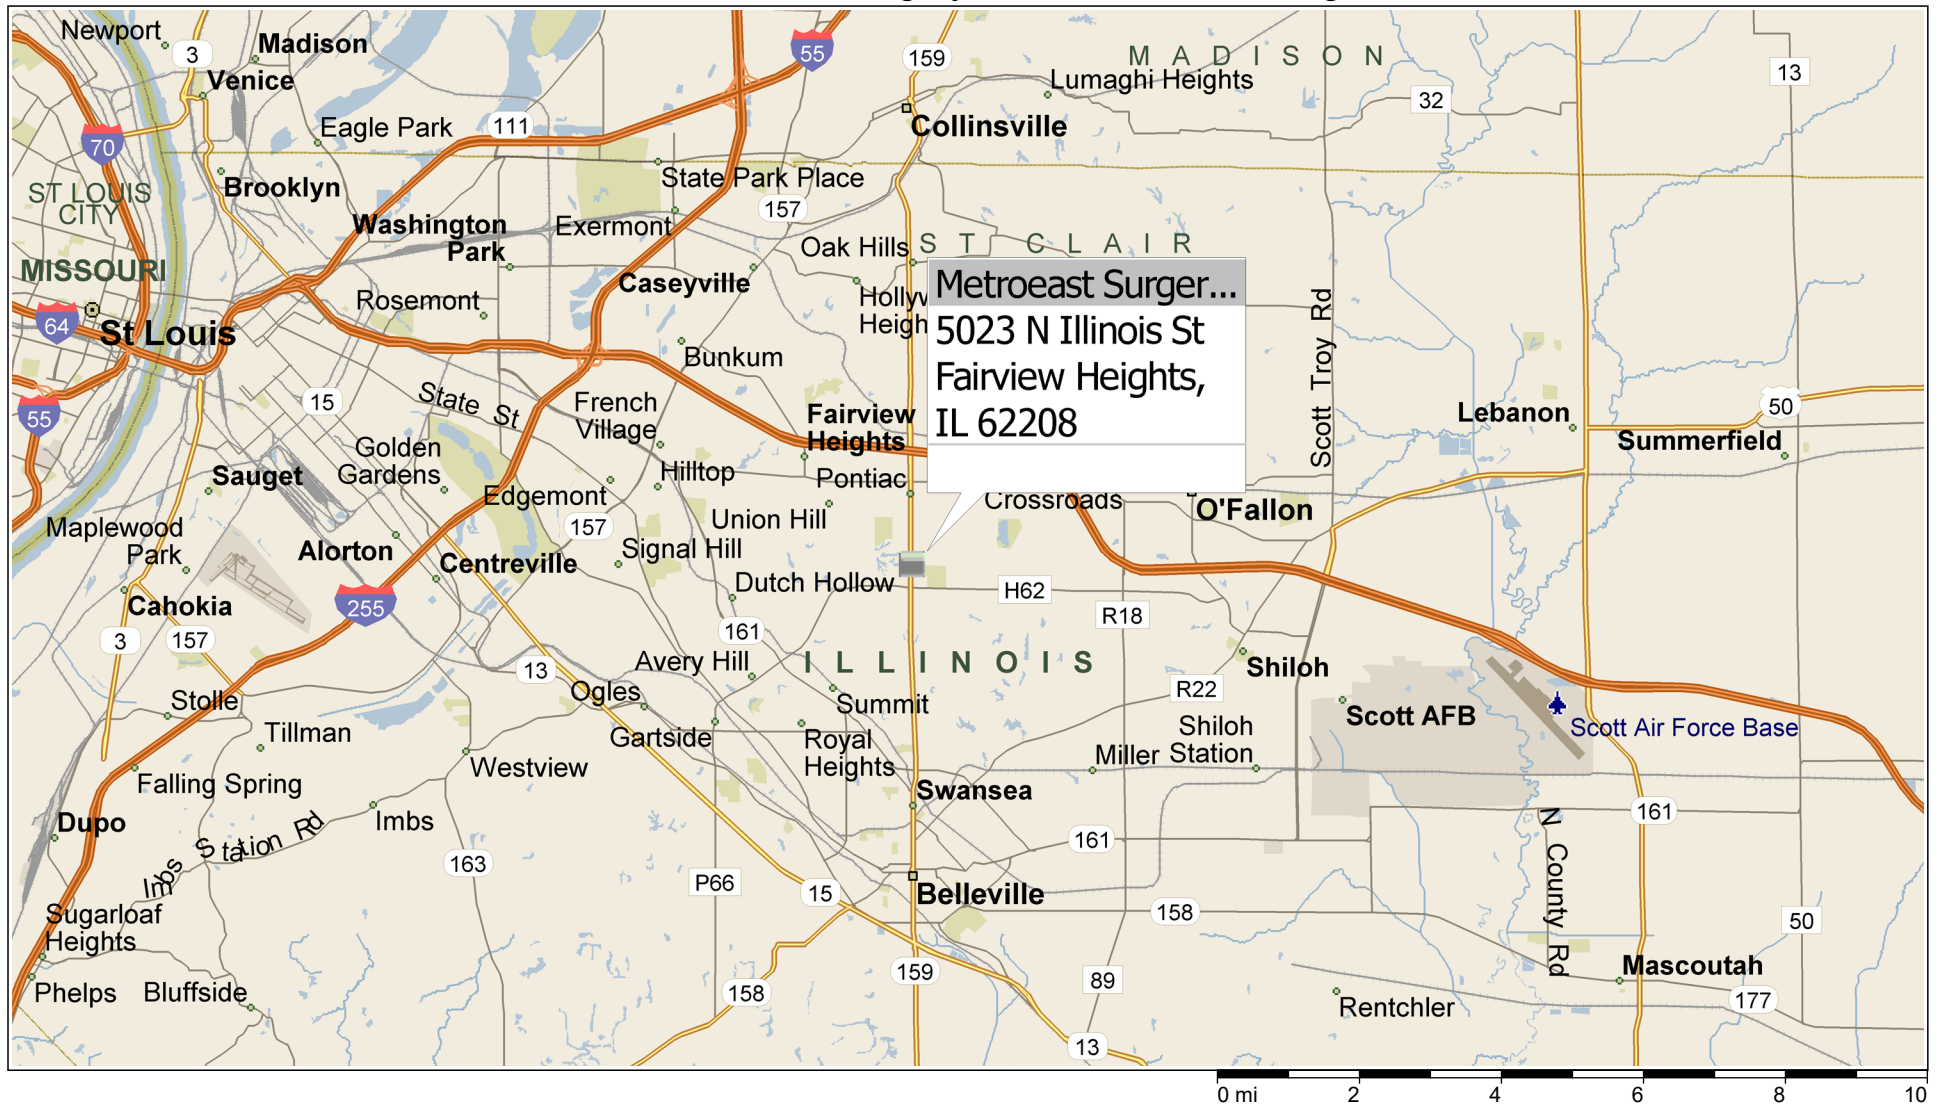 Newport
3
Madison
Venice
55
159
M A D I S O N
Lumaghi Heights
13
32
70
Eagle Park
111
Collinsville
ST LOUIS
CITY
Brooklyn
State Park Place
157
Washington
Park
Exermont
Oak Hills
S T C L A I R
MISSOURI
Caseyville
Metroeast Surger...
5023 N Illinois St
Fairview Heights,
IL 62208
Rosemont
Hollyw
Heigh
64
St Louis
Bunkum
Scott Troy Rd
55
15
State St
French
Village
Fairview
Heights
Lebanon
50
Summerfield
Golden
Gardens
Sauget
Hilltop
Pontiac
Edgemont
Crossroads
O'Fallon
Maplewood
Park
157
Union Hill
Alorton
Centreville
Signal Hill
Dutch Hollow
H62
Cahokia
255
R18
3
157
161
13
Avery Hill
I L L I N O I S
Shiloh
Ogles
R22
Stolle
Summit
Scott AFB
Scott Air Force Base
Tillman
Gartside
Royal
Heights
Shiloh
Station
Miller
Westview
Falling Spring
Swansea
Dupo
Imbs
Imbs Station Rd
161
161
N County Rd
163
P66
15
Belleville
158
50
Sugarloaf
Heights
159
89
Mascoutah
Phelps
Bluffside
158
Rentchler
177
13
0 mi 2 4 6 8 10